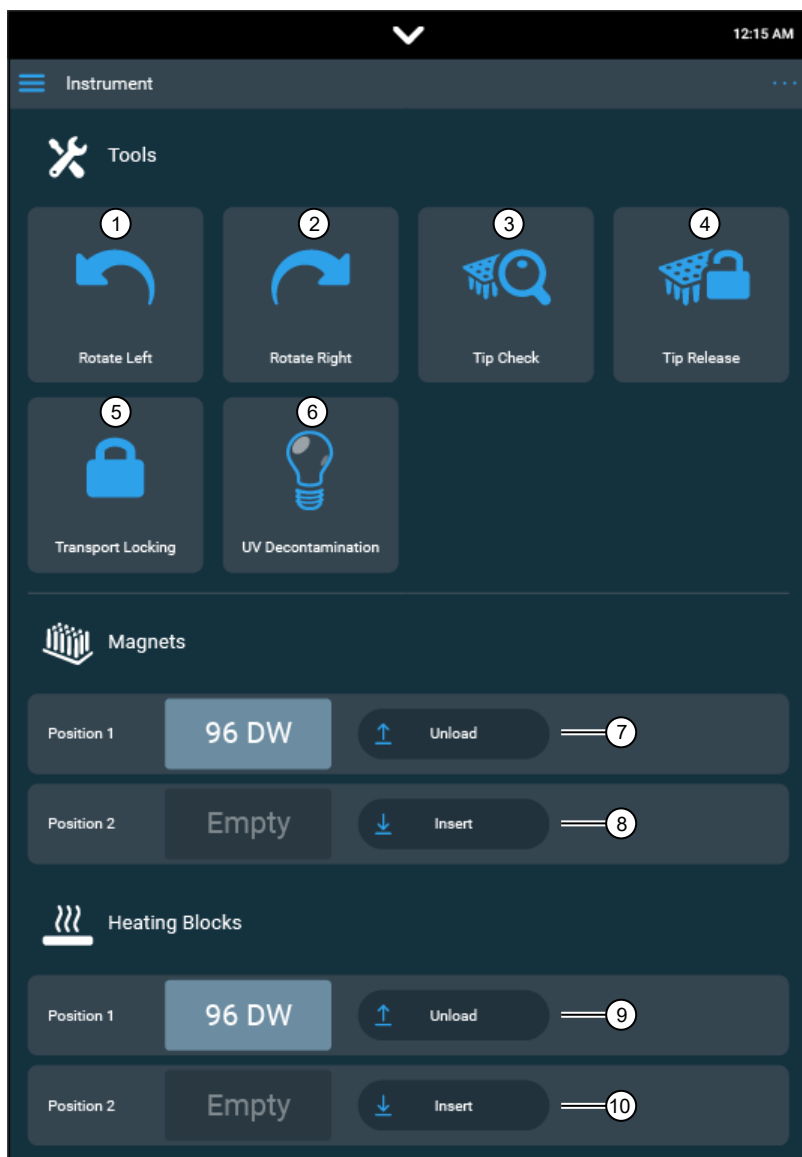 12:15 AM
Instrument
Tools
1
2
3
4
Rotate Left
Rotate Right
Tip Check
Tip Release
5
6
Transport Locking
UV Decontamination
Magnets
Position 1
96 DW
Unload
7
Position 2
Empty
Insert
8
Heating Blocks
Position 1
96 DW
Unload
9
Position 2
Empty
Insert
10